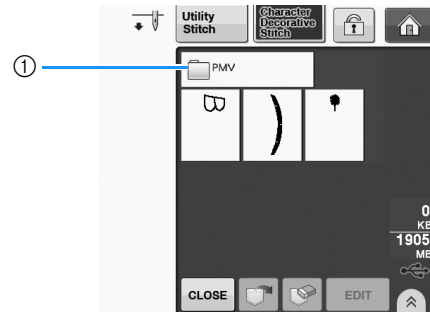 Utility
Stitch
Character
Decorative
Stitch
①
PMV
0
KB
1905
MB
CLOSE
EDIT